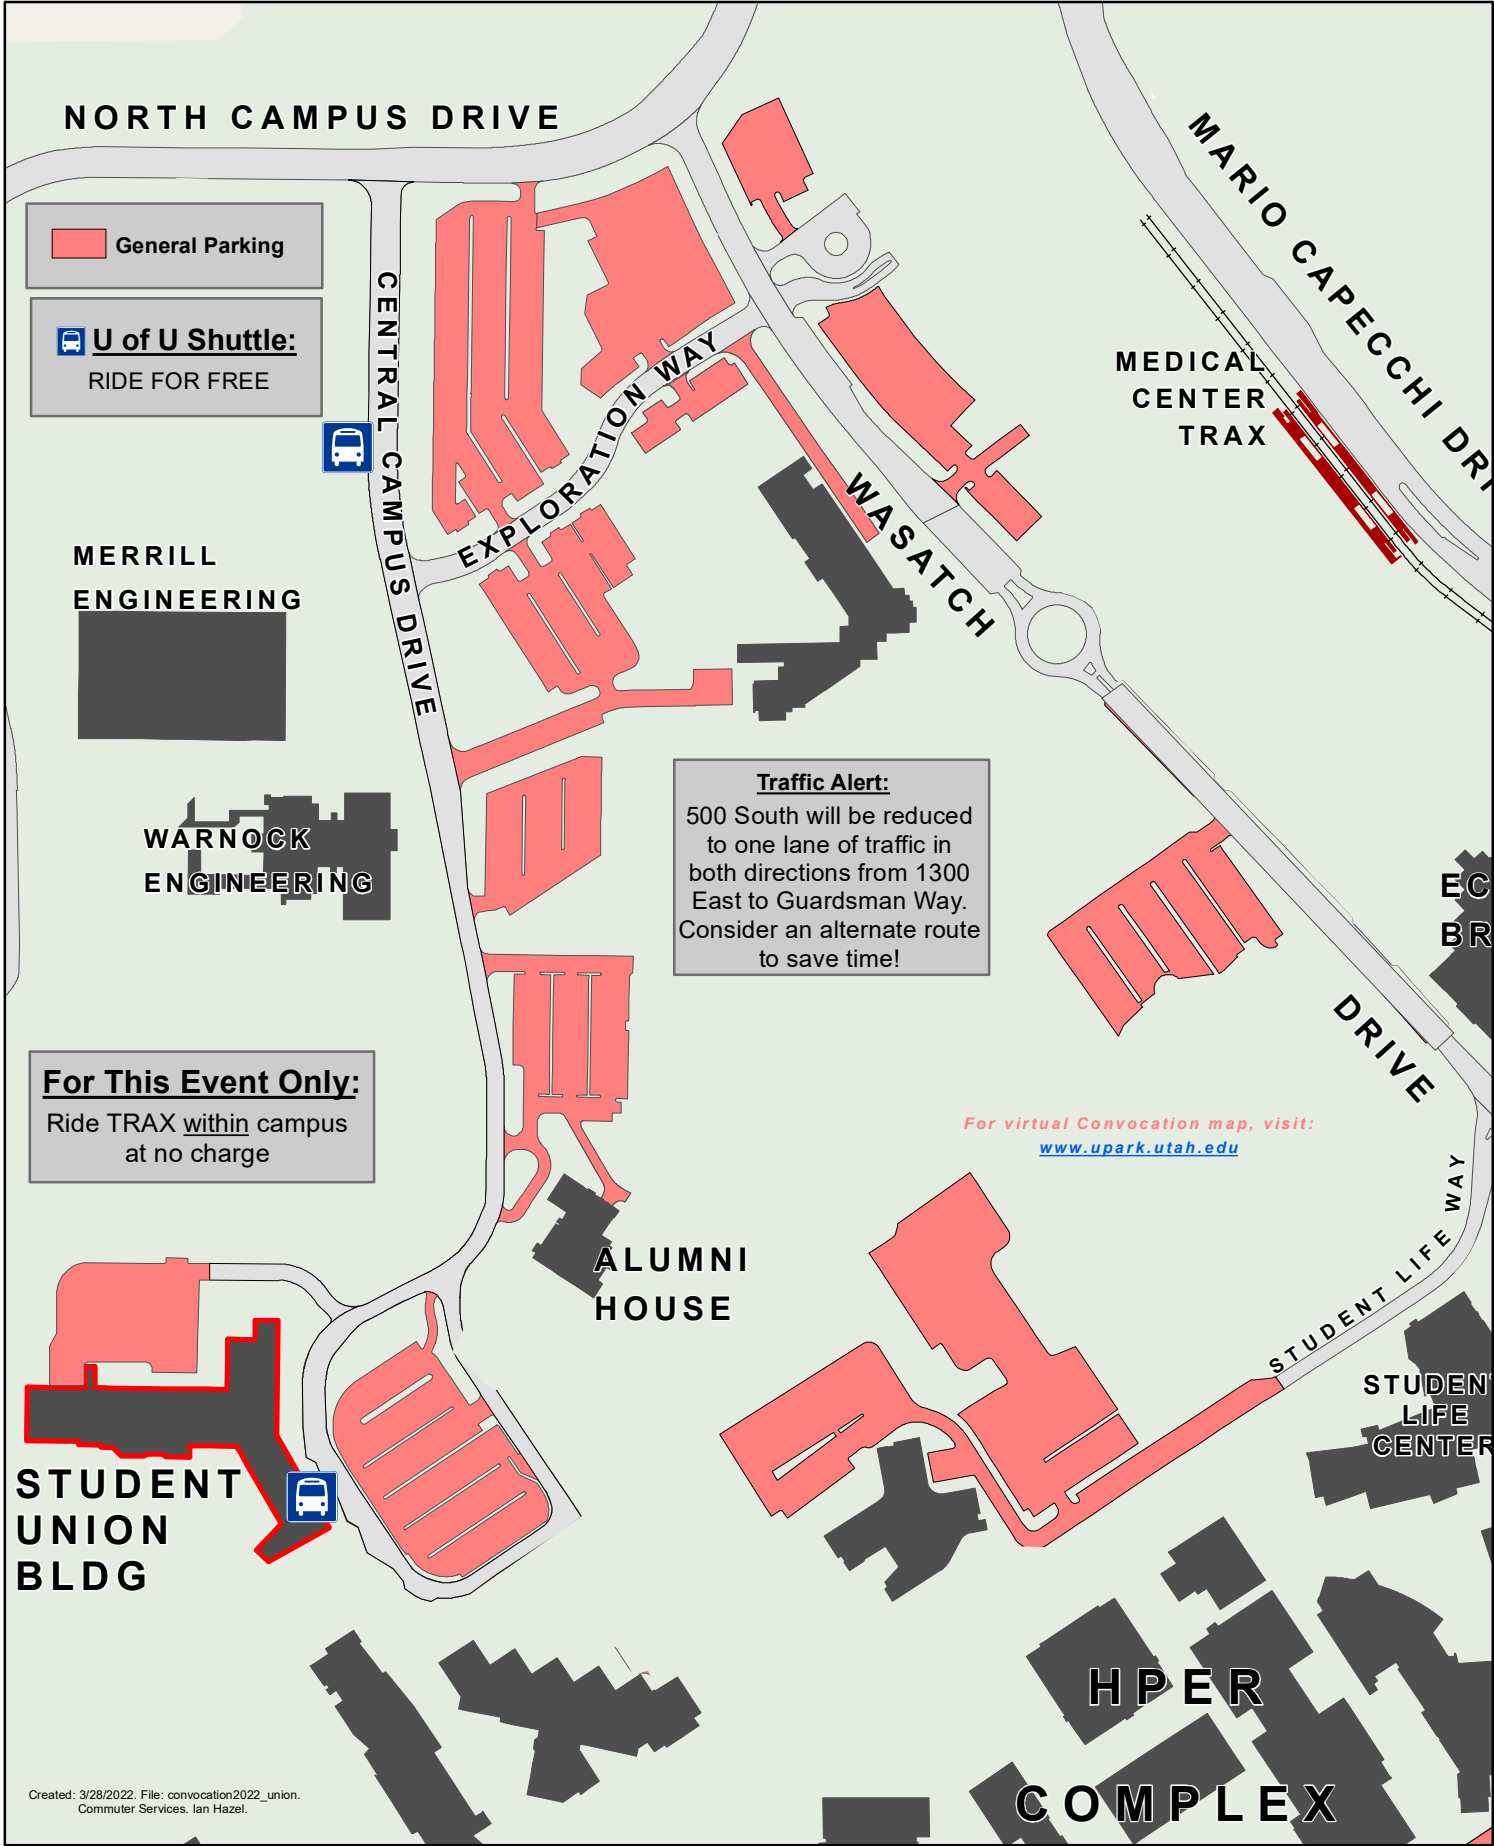 NORTH CAMPUS DRIVE
General Parking
U of U Shuttle:
RIDE FOR FREE
CENTRAL CAMPUS DRIVE
EXPLORATION WAY
MARIO CAPECCHI DRI
MEDICAL
CENTER
TRAX
WASATCH
DRIVE
MERRILL
ENGINEERING
WARNOCK
ENGINEERING
Traffic Alert:
500 South will be reduced
to one lane of traffic in
both directions from 1300
East to Guardsman Way.
Consider an alternate route
to save time!
EC
BR
For This Event Only:
Ride TRAX within campus
at no charge
For virtual Convocation map, visit:
www.upark.utah.edu
STUDENT LIFE WAY
ALUMNI
HOUSE
STUDENT
LIFE
CENTER
STUDENT
UNION
BLDG
HPER
COMPLEX
Created: 3/28/2022. File: convocation2022_union.
Commuter Services. Ian Hazel.